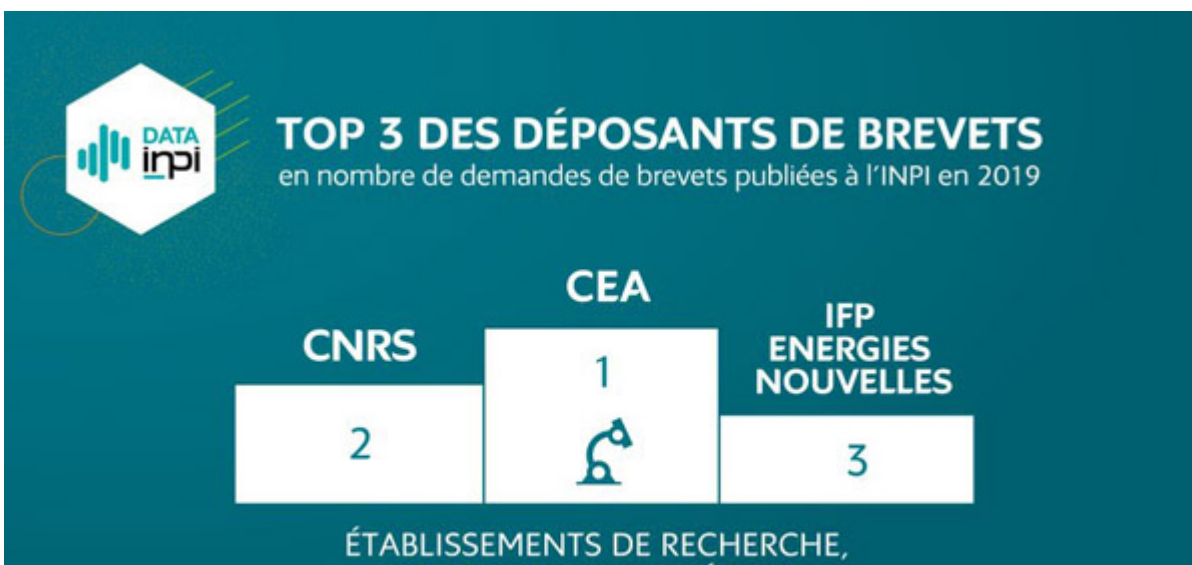 DATA
inpi
TOP 3 DES DÉPOSANTS DE BREVETS
en nombre de demandes de brevets publiées à l'INPI en 2019
CEA
1
CNRS
2
IFP
ENERGIES
NOUVELLES
3
ÉTABLISSEMENTS DE RECHERCHE,